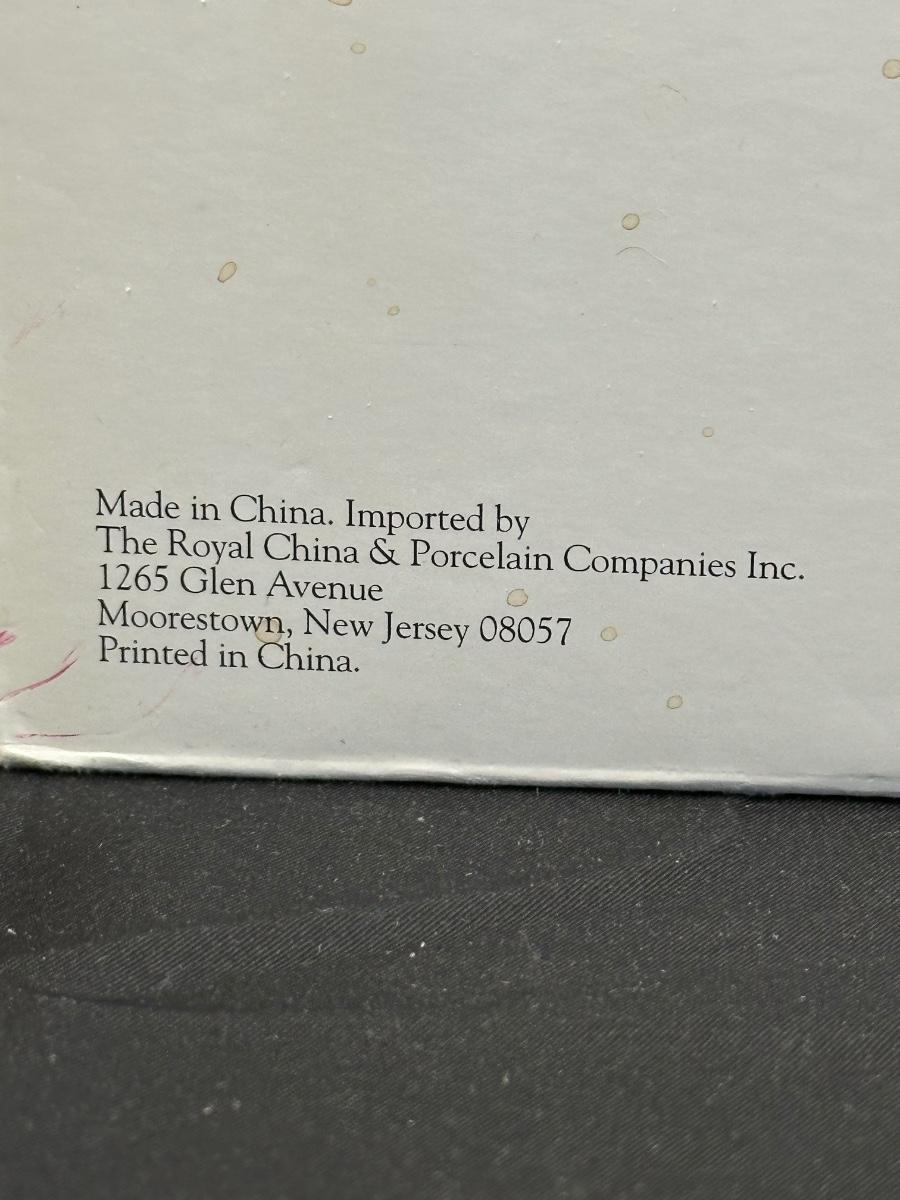 Made in China. Imported by
The Royal China & Porcelain Companies Inc.
1265 Glen Avenue
Moorestown, New Jersey 08057
Printed in China.